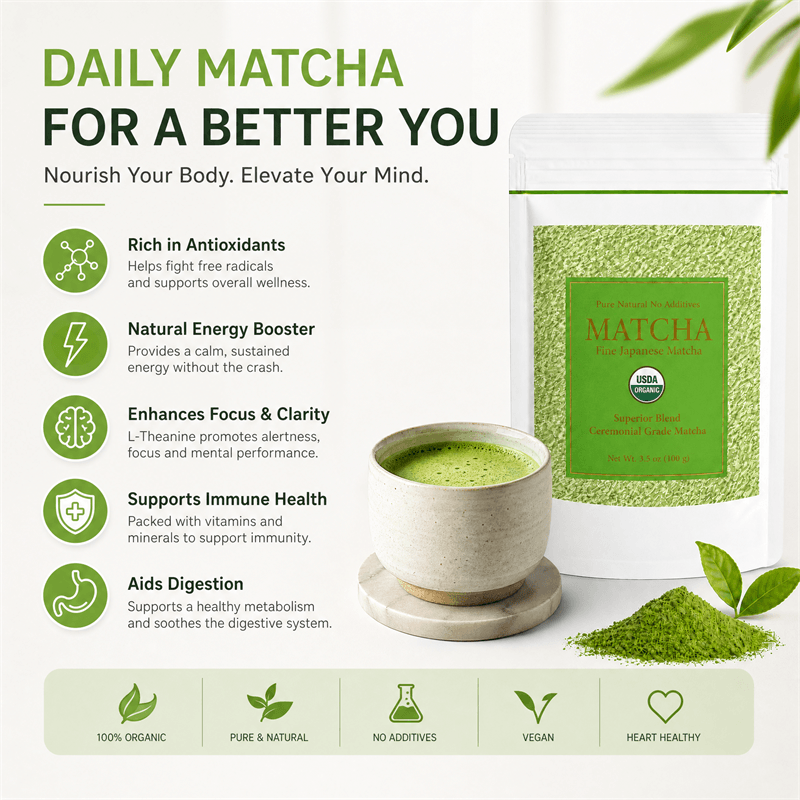 DAILY MATCHA
FOR A BETTER YOU
Nourish Your Body. Elevate Your Mind.
Rich in Antioxidants
Helps fight free radicals
and supports overall wellness.
Natural Energy Booster
Provides a calm, sustained
energy without the crash.
Enhances Focus & Clarity
L-Theanine promotes alertness,
focus and mental performance.
Supports Immune Health
Packed with vitamins and
minerals to support immunity.
Aids Digestion
Supports a healthy metabolism
and soothes the digestive system.
Pure Natural No Additives
MATCHA
Fine Japanese Matcha
USDA
ORGANIC
Superior Blend
Ceremonial Grade Matcha
Net Wt. 3.5 oz (100 g)
100% ORGANIC
PURE & NATURAL
NO ADDITIVES
VEGAN
HEART HEALTHY